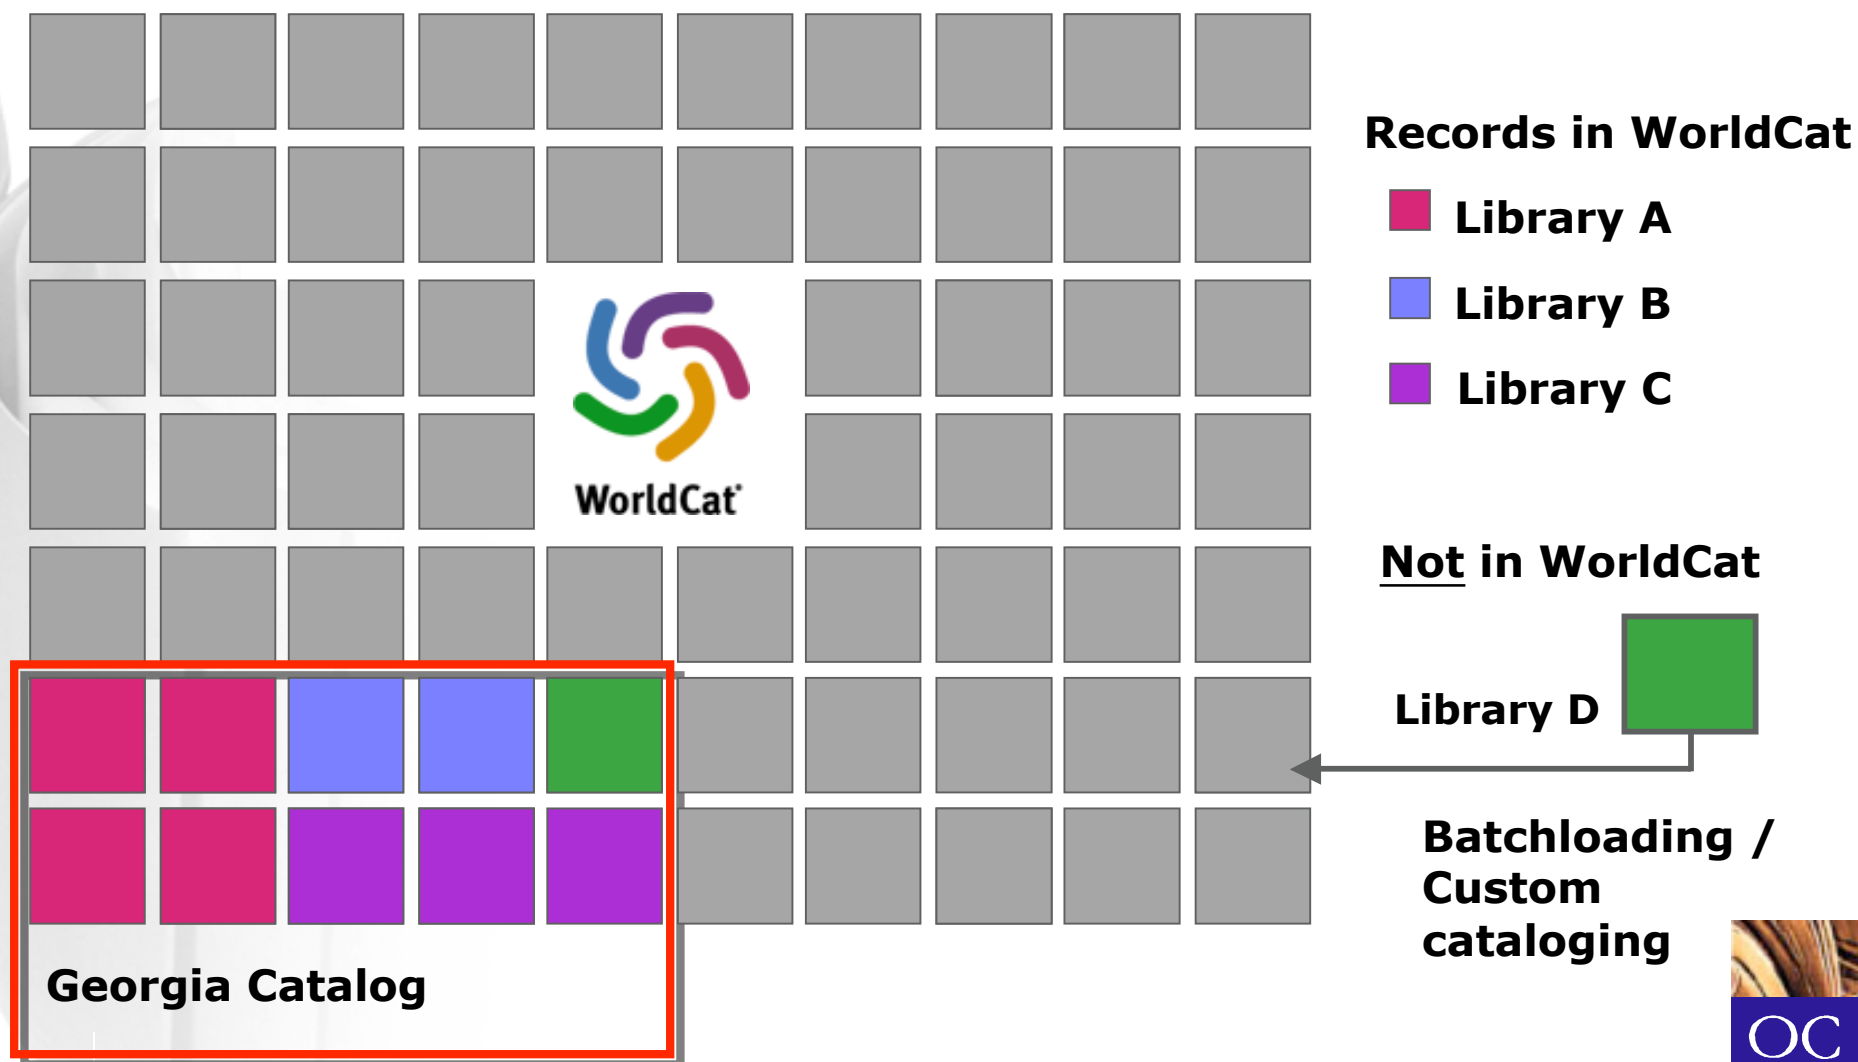 Records in WorldCat
Library A
Library B
Library C
WorldCat®
Not in WorldCat
Library D
Batchloading /
Custom
cataloging
Georgia Catalog
OC